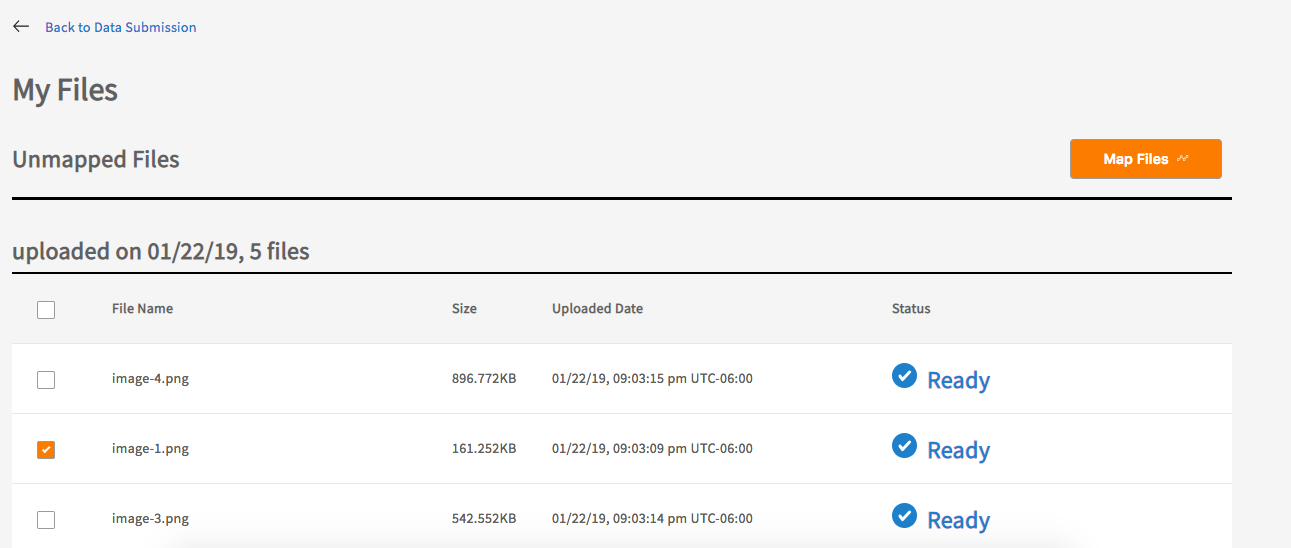 Back to Data Submission
My Files
Unmapped Files
Map Files
uploaded on 01/22/19, 5 files
File Name Size Uploaded Date Status
image-4.png 896.772KB 01/22/19, 09:03:15 pm UTC-06:00 Ready
image-1.png 161.252KB 01/22/19, 09:03:09 pm UTC-06:00 Ready
image-3.png 542.552KB 01/22/19, 09:03:14 pm UTC-06:00 Ready